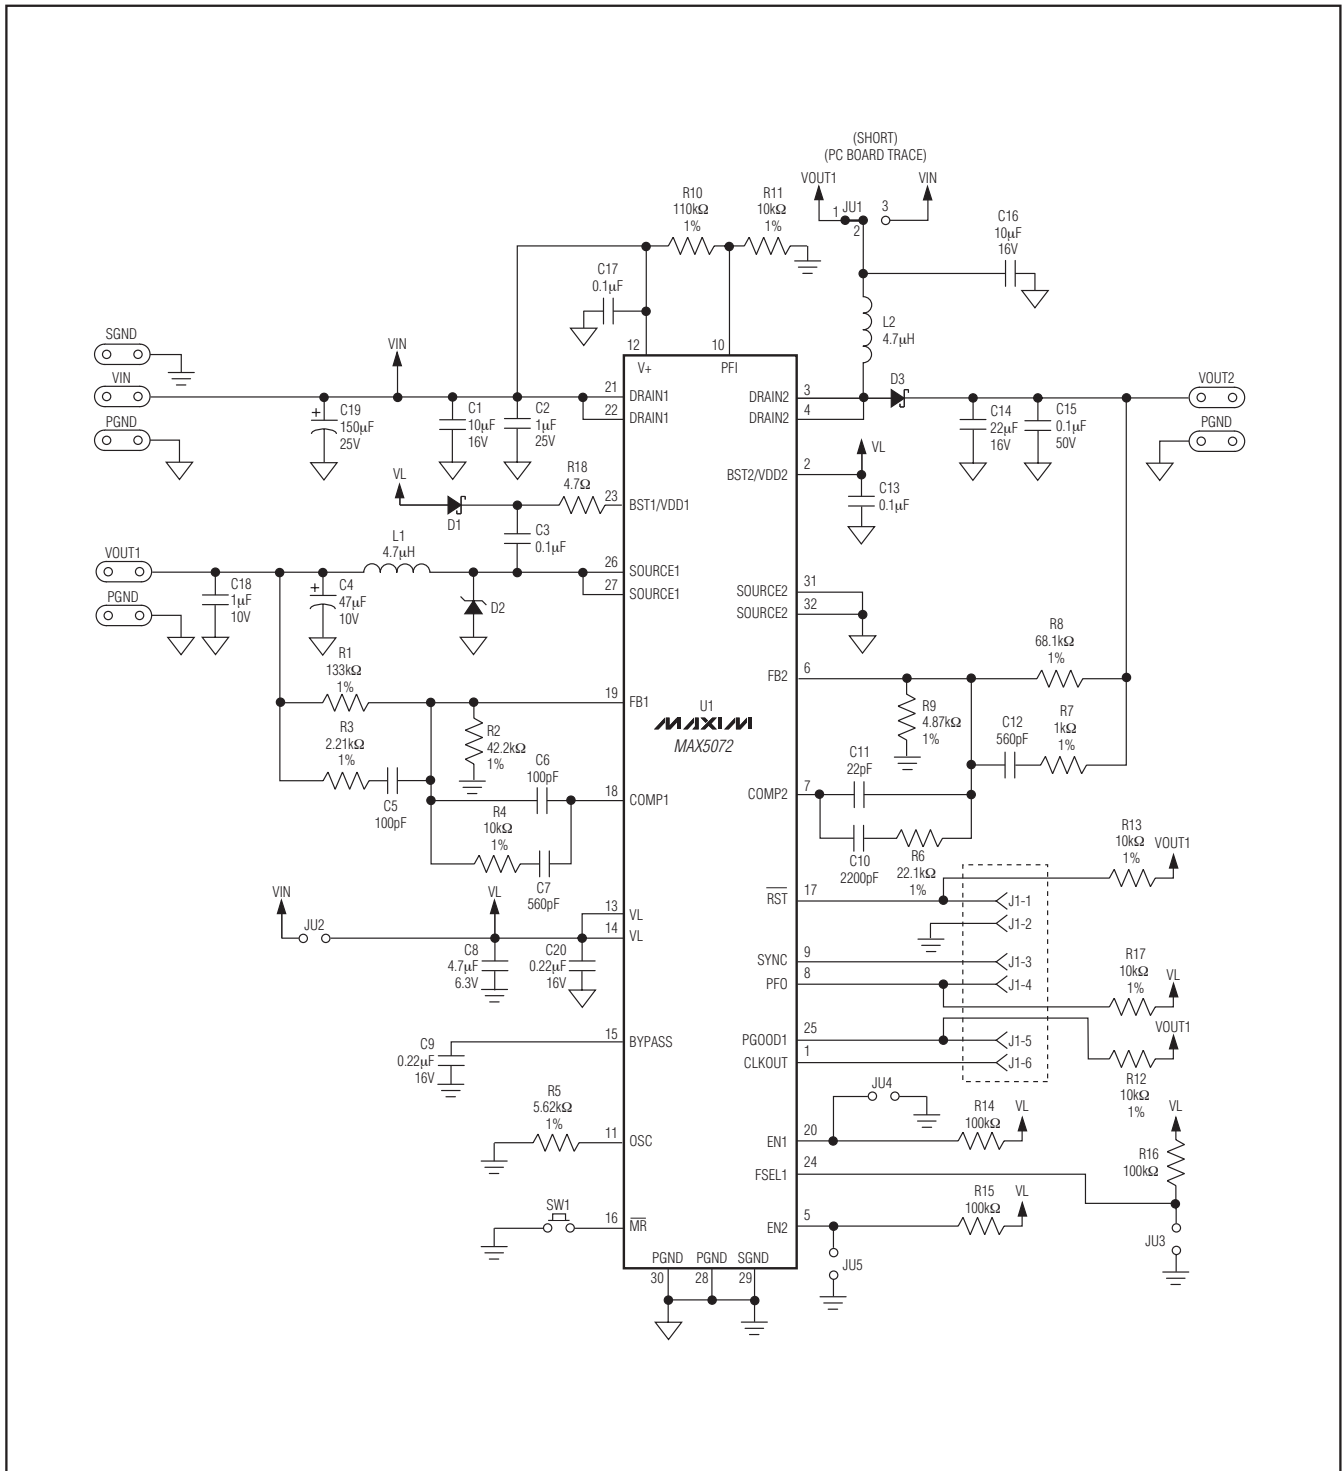 (SHORT)
(PC BOARD TRACE)
VOUT1
VIN
1
JU1
3
2
R10
110kΩ
1%
R11
10kΩ
1%
C16
10µF
16V
C17
0.1µF
L2
4.7µH
12
10
V+
PFI
SGND
VIN
PGND
VIN
+
C19
150µF
25V
C1
10µF
16V
C2
1µF
25V
21
DRAIN1
22
DRAIN1
DRAIN2
3
DRAIN2
4
D3
C14
22µF
16V
C15
0.1µF
50V
VOUT2
PGND
VL
D1
R18
4.7Ω
23
BST1/VDD1
C3
0.1µF
BST2/VDD2
2
VL
C13
0.1µF
VOUT1
PGND
C18
1µF
10V
+
C4
47µF
10V
L1
4.7µH
D2
26
SOURCE1
27
SOURCE1
SOURCE2
31
SOURCE2
32
R1
133kΩ
1%
R3
2.21kΩ
1%
C5
100pF
R2
42.2kΩ
1%
19
FB1
C6
100pF
18
COMP1
R4
10kΩ
1%
C7
560pF
U1
MAXIM
MAX5072
FB2
6
R9
4.87kΩ
1%
R8
68.1kΩ
1%
C12
560pF
R7
1kΩ
1%
COMP2
7
C11
22pF
C10
2200pF
R6
22.1kΩ
1%
VIN
JU2
VL
C8
4.7µF
6.3V
C20
0.22µF
16V
13
VL
14
VL
RST
17
J1-1
J1-2
R13
10kΩ
1%
VOUT1
SYNC
9
J1-3
PFO
8
J1-4
R17
10kΩ
1%
VL
PGOOD1
25
J1-5
CLKOUT
1
J1-6
VOUT1
R12
10kΩ
1%
C9
0.22µF
16V
15
BYPASS
R5
5.62kΩ
1%
11
OSC
JU4
EN1
20
R14
100kΩ
VL
FSEL1
24
VL
R16
100kΩ
JU3
SW1
16
MR
EN2
5
R15
100kΩ
VL
JU5
PGND
PGND
SGND
30
28
29